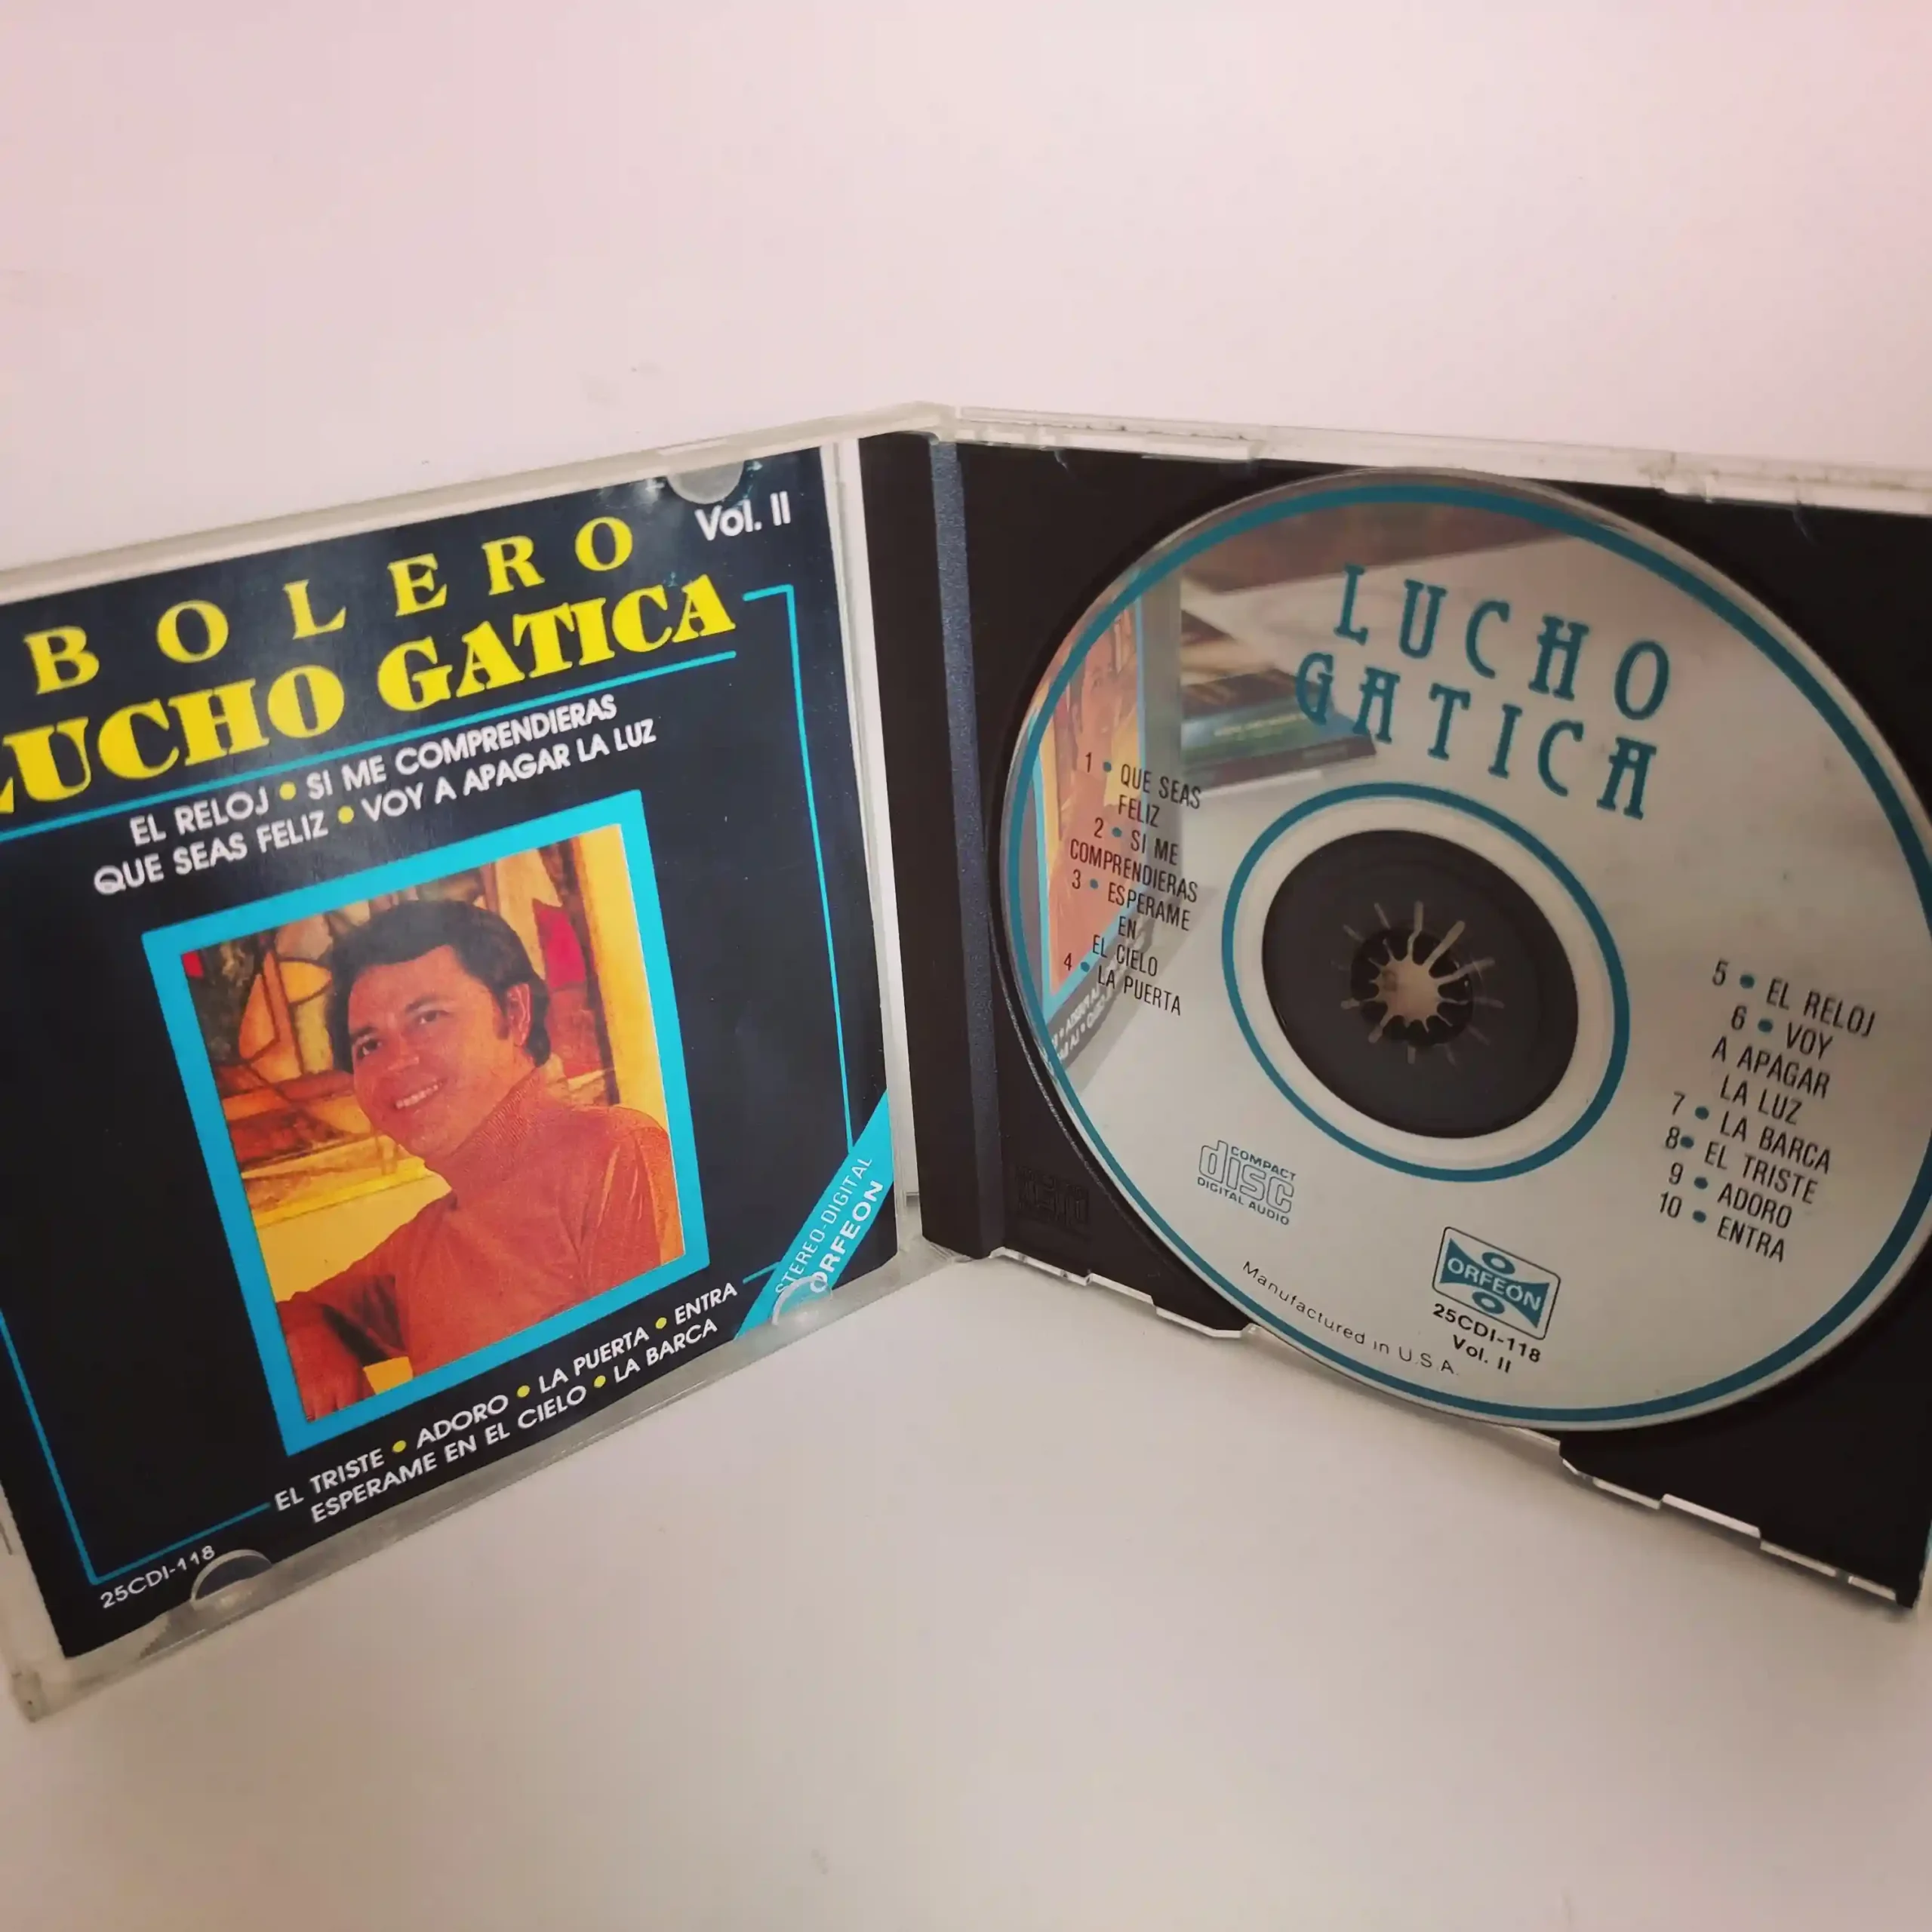 Vol. II
BOLERO
LUCHO GATICA
EL RELOJ • SI ME COMPRENDIERAS
QUE SEAS FELIZ • VOY A APAGAR LA LUZ
STEREO-DIGITAL
ORFEON
EL TRISTE • ADORO • LA PUERTA • ENTRA
ESPERAME EN EL CIELO • LA BARCA
25CDI-118
LUCHO
GATICA
1 • QUE SEAS
FELIZ
2 • SI ME
COMPRENDIERAS
3 • ESPERAME
EN
EL CIELO
4 • LA PUERTA
5 • EL RELOJ
6 • VOY
A APAGAR
LA LUZ
7 • LA BARCA
8 • EL TRISTE
9 • ADORO
10 • ENTRA
COMPACT
disc
DIGITAL AUDIO
ORFEON
25CDI-118
Vol. II
Manufactured in U.S.A.